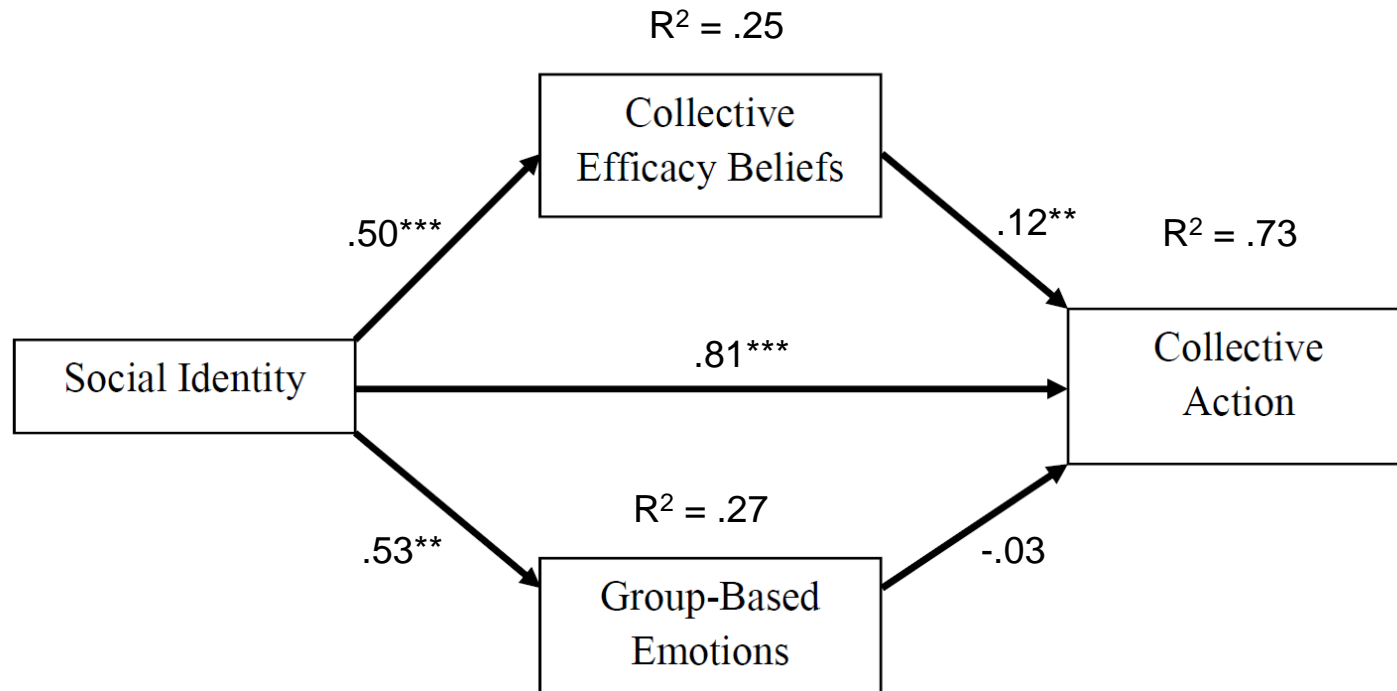 R² = .25
Collective
Efficacy Beliefs
.50***
.12**
R² = .73
Social Identity
.81***
Collective
Action
R² = .27
.53**
-.03
Group-Based
Emotions